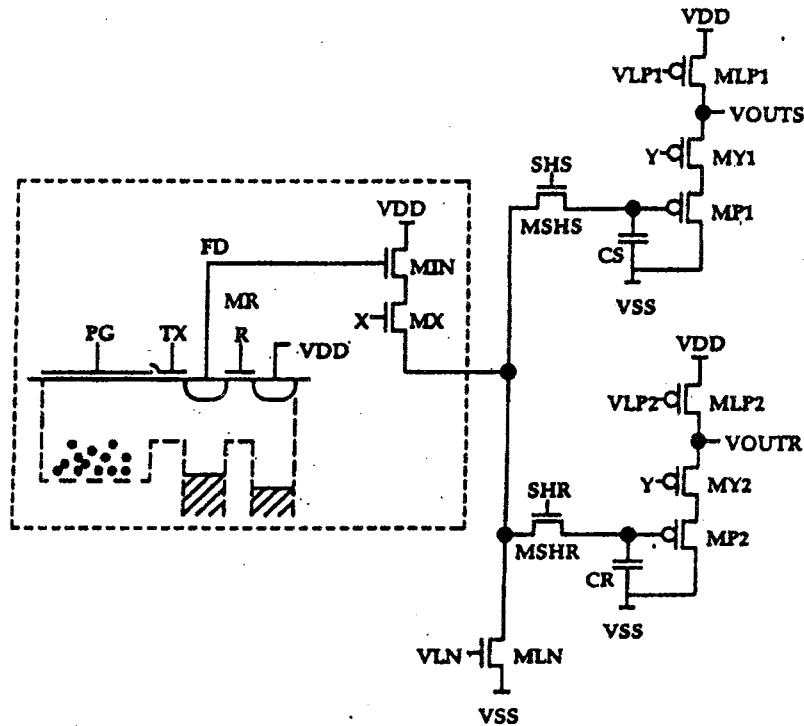 VDD
VLP1 MLP1
VOUTS
Y MY1
SHS
MP1
MSHS
CS
VSS
VDD
FD
MIN
MR
X MX
PG TX R VDD
VDD
VLP2 MLP2
VOUTR
Y MY2
SHR
MP2
MSHR
CR
VSS
VLN MLN
VSS